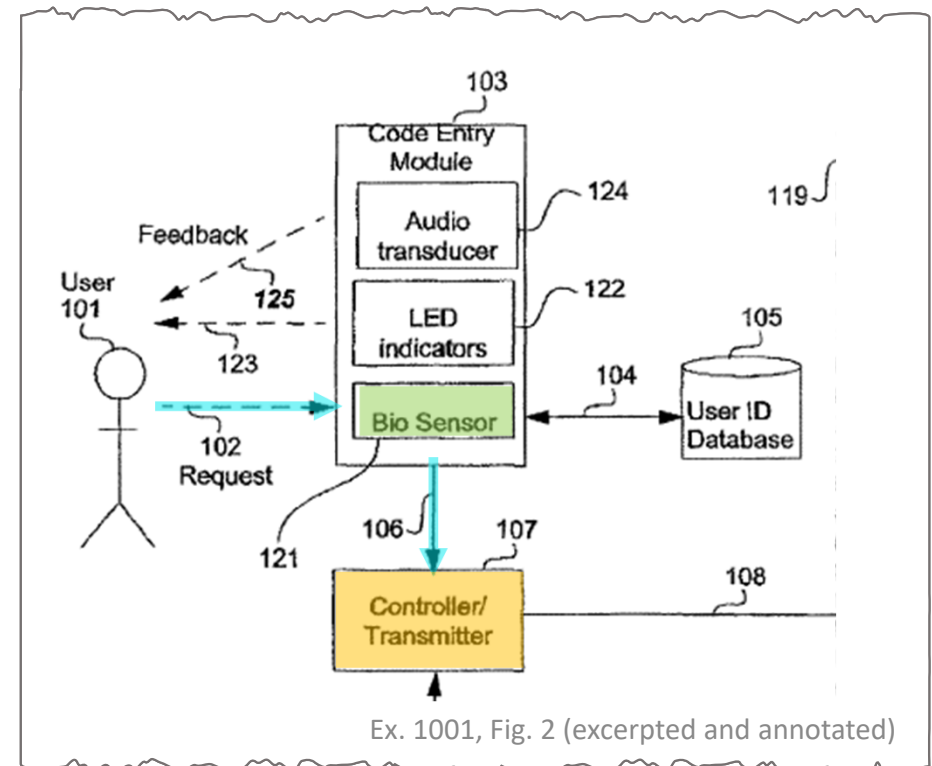 103
Code Entry
Module
124
119
Audio
transducer
Feedback
125
User
101
122
LED
indicators
123
105
104
User ID
Database
Bio Sensor
102
Request
106
107
121
108
Controller/
Transmitter
Ex. 1001, Fig. 2 (excerpted and annotated)